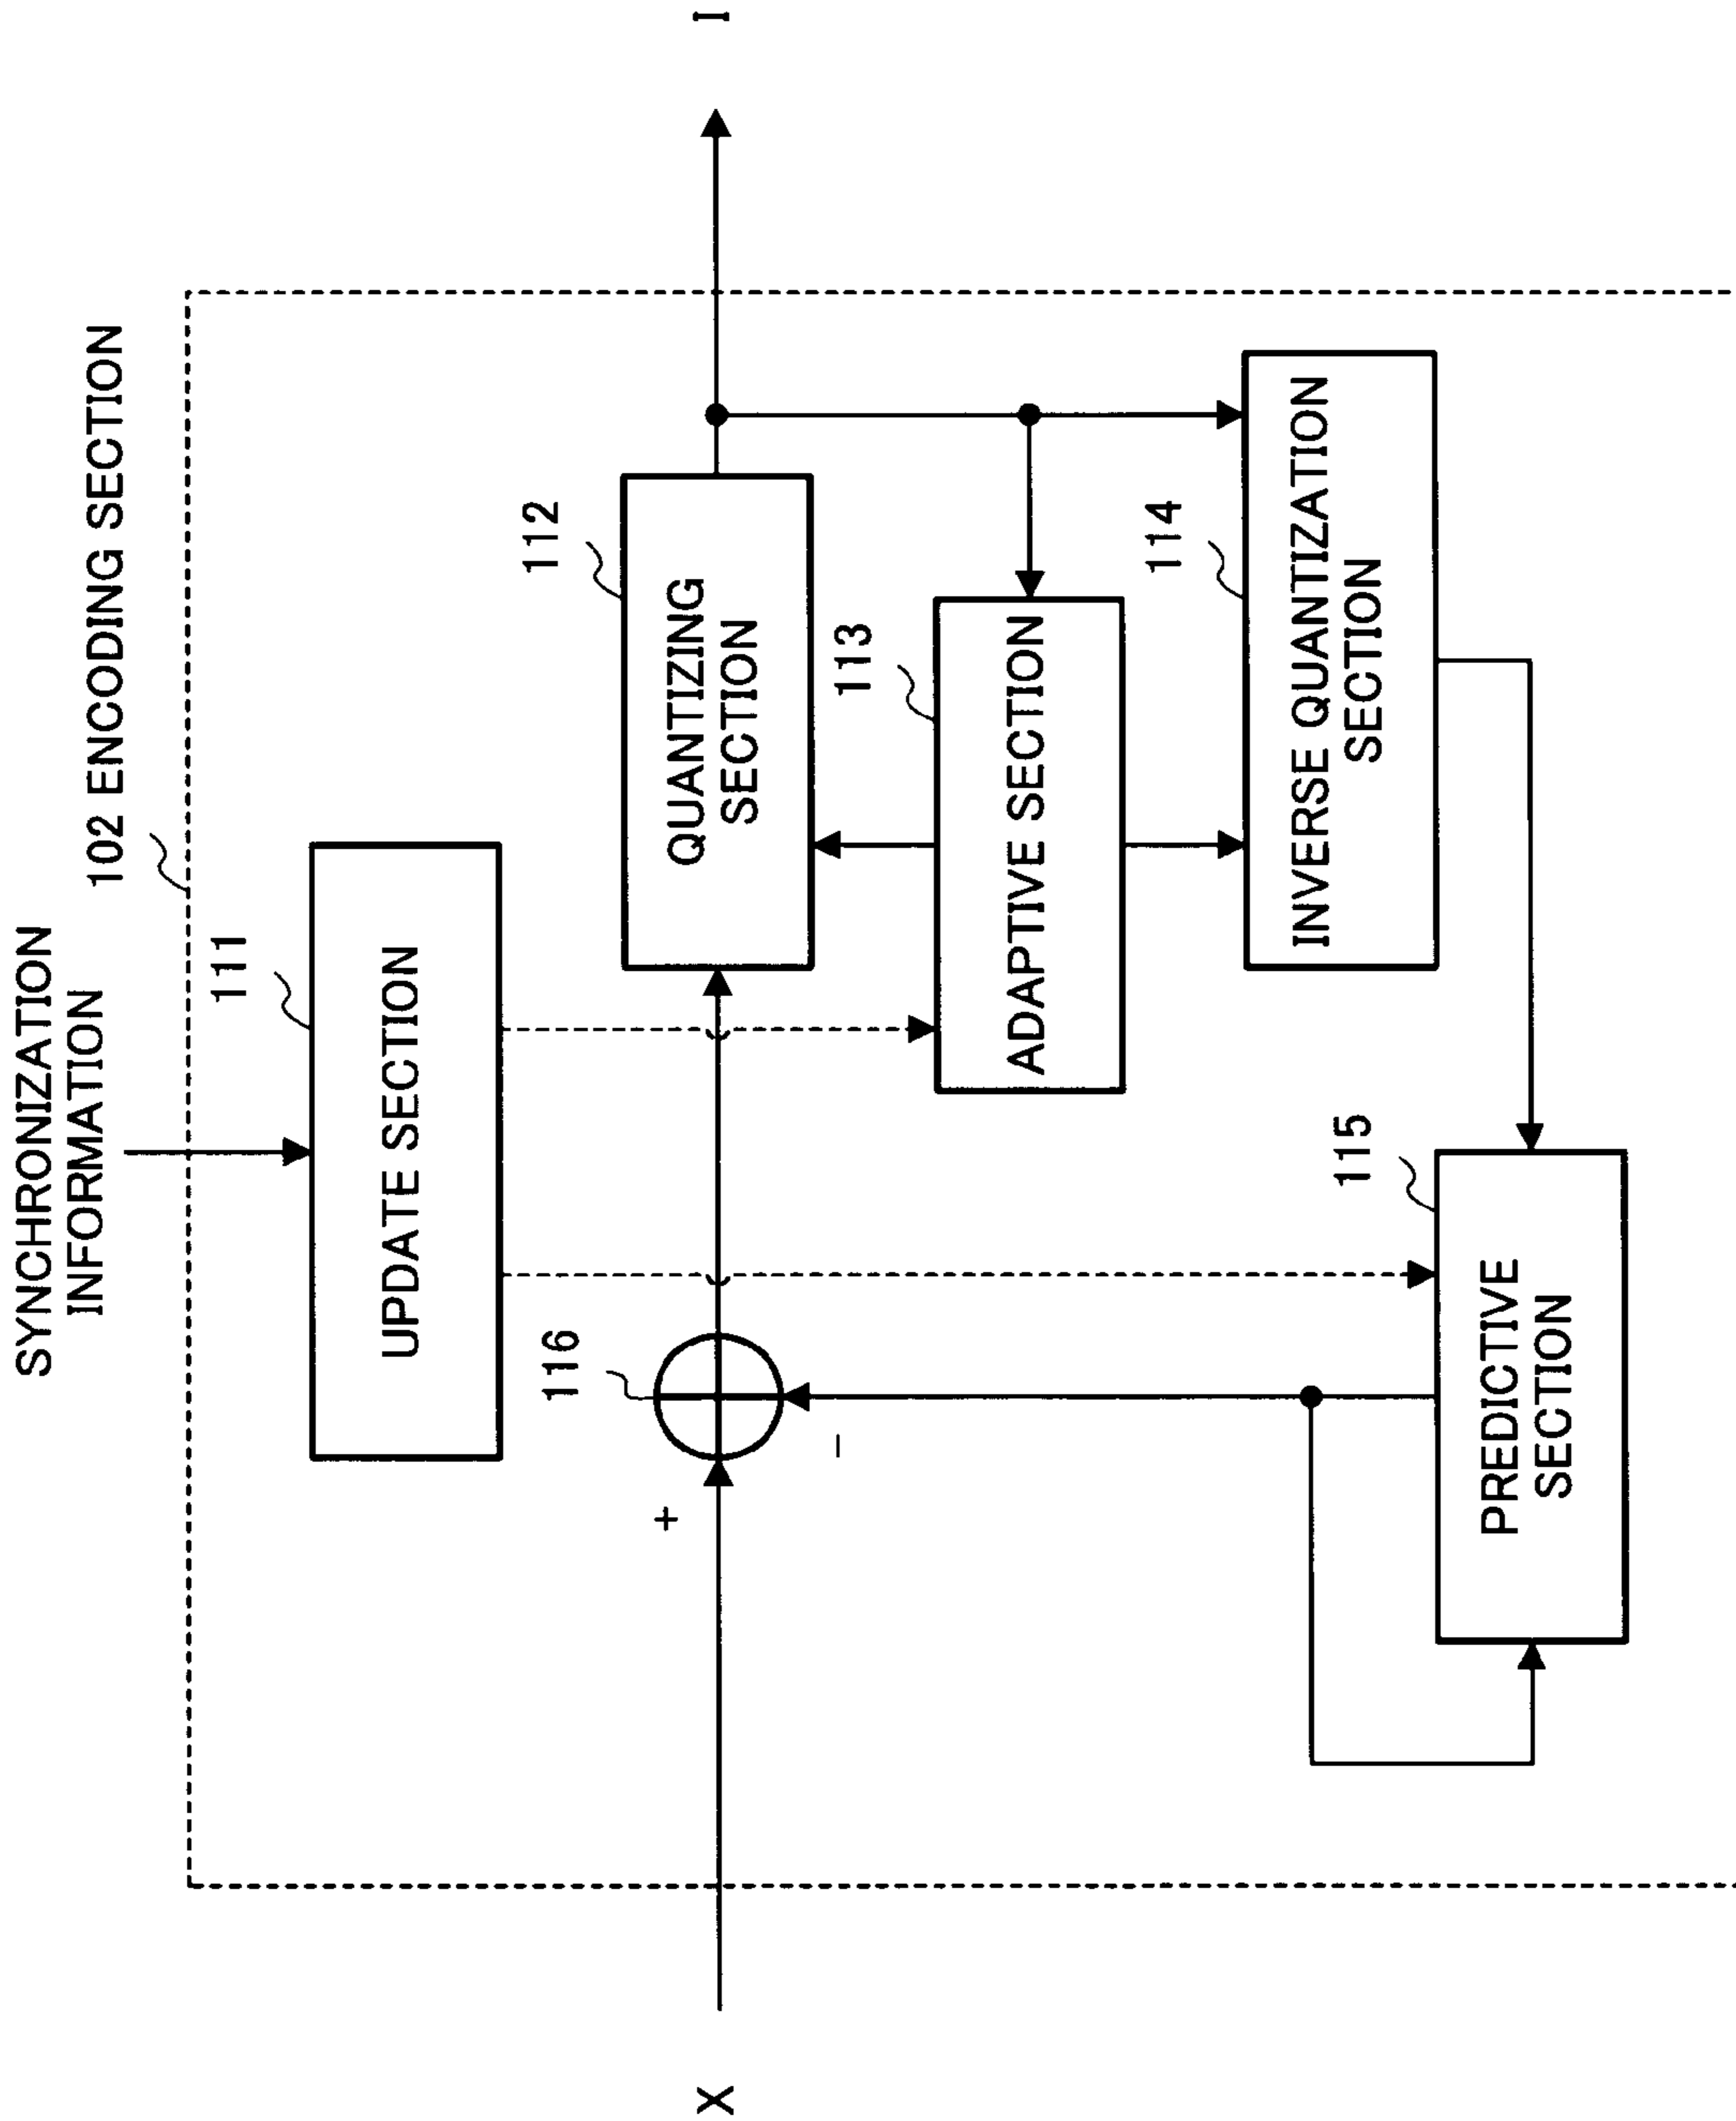 SYNCHRONIZATION
INFORMATION
102 ENCODING SECTION
111
UPDATE SECTION
116
+
−
X
112
QUANTIZING
SECTION
I
113
ADAPTIVE SECTION
114
INVERSE QUANTIZATION
SECTION
115
PREDICTIVE
SECTION